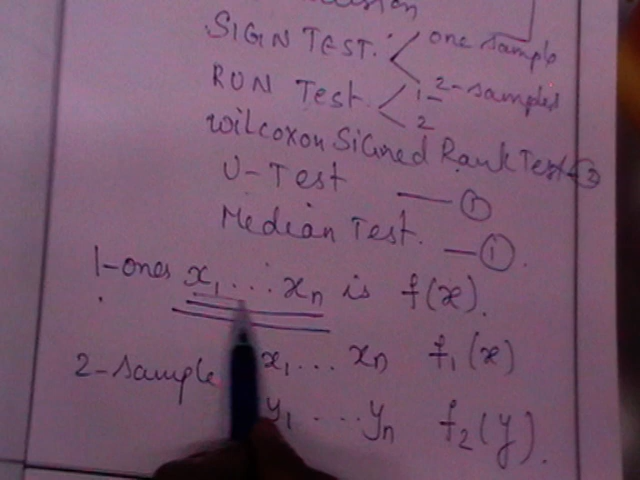 SIGN TEST. one sample
2-samples
RUN Test 1-
2
Wilcoxon Signed Rank Test
U-Test — ①
Median Test. — ①.
1-ones x₁...xₙ is f(x).
2-sample x₁...xₙ f₁(x)
y₁....yₙ f₂(y).